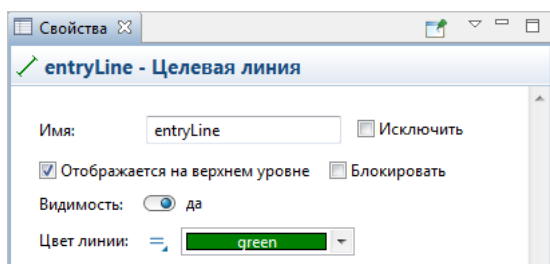 Свойства
entryLine - Целевая линия
Имя: entryLine Исключить
Отображается на верхнем уровне Блокировать
Видимость: да
Цвет линии: green